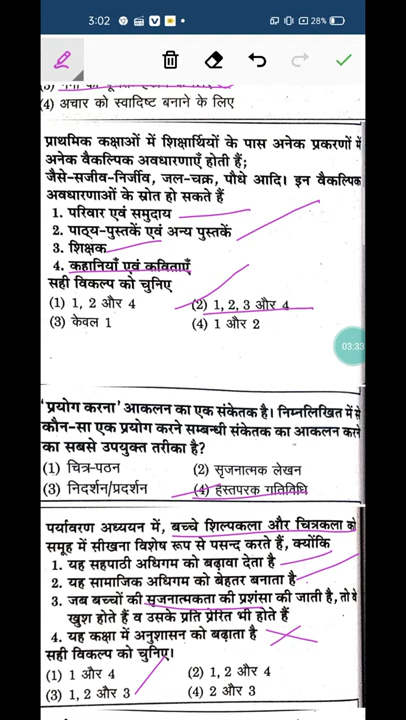 3:02
28%
(4) अचार को स्वादिष्ट बनाने के लिए
प्राथमिक कक्षाओं में शिक्षार्थियों के पास अनेक प्रकरणों में
अनेक वैकल्पिक अवधारणाएँ होती हैं;
जैसे-सजीव-निर्जीव, जल-चक्र, पौधे आदि। इन वैकल्पिक
अवधारणाओं के स्रोत हो सकते हैं
1. परिवार एवं समुदाय
2. पाठ्य-पुस्तकें एवं अन्य पुस्तकें
3. शिक्षक
4. कहानियाँ एवं कविताएँ
सही विकल्प को चुनिए
(1) 1, 2 और 4 (2) 1, 2, 3 और 4
(3) केवल 1 (4) 1 और 2
03:33
'प्रयोग करना' आकलन का एक संकेतक है। निम्नलिखित में से
कौन-सा एक प्रयोग करने सम्बन्धी संकेतक का आकलन करने
का सबसे उपयुक्त तरीका है?
(1) चित्र-पठन (2) सृजनात्मक लेखन
(3) निदर्शन/प्रदर्शन (4) हस्तपरक गतिविधि
पर्यावरण अध्ययन में, बच्चे शिल्पकला और चित्रकला को
समूह में सीखना विशेष रूप से पसन्द करते हैं, क्योंकि
1. यह सहपाठी अधिगम को बढ़ावा देता है
2. यह सामाजिक अधिगम को बेहतर बनाता है
3. जब बच्चों की सृजनात्मकता की प्रशंसा की जाती है, तो वे
खुश होते हैं व उसके प्रति प्रेरित भी होते हैं
4. यह कक्षा में अनुशासन को बढ़ाता है
सही विकल्प को चुनिए।
(1) 1 और 4 (2) 1, 2 और 4
(3) 1, 2 और 3 (4) 2 और 3